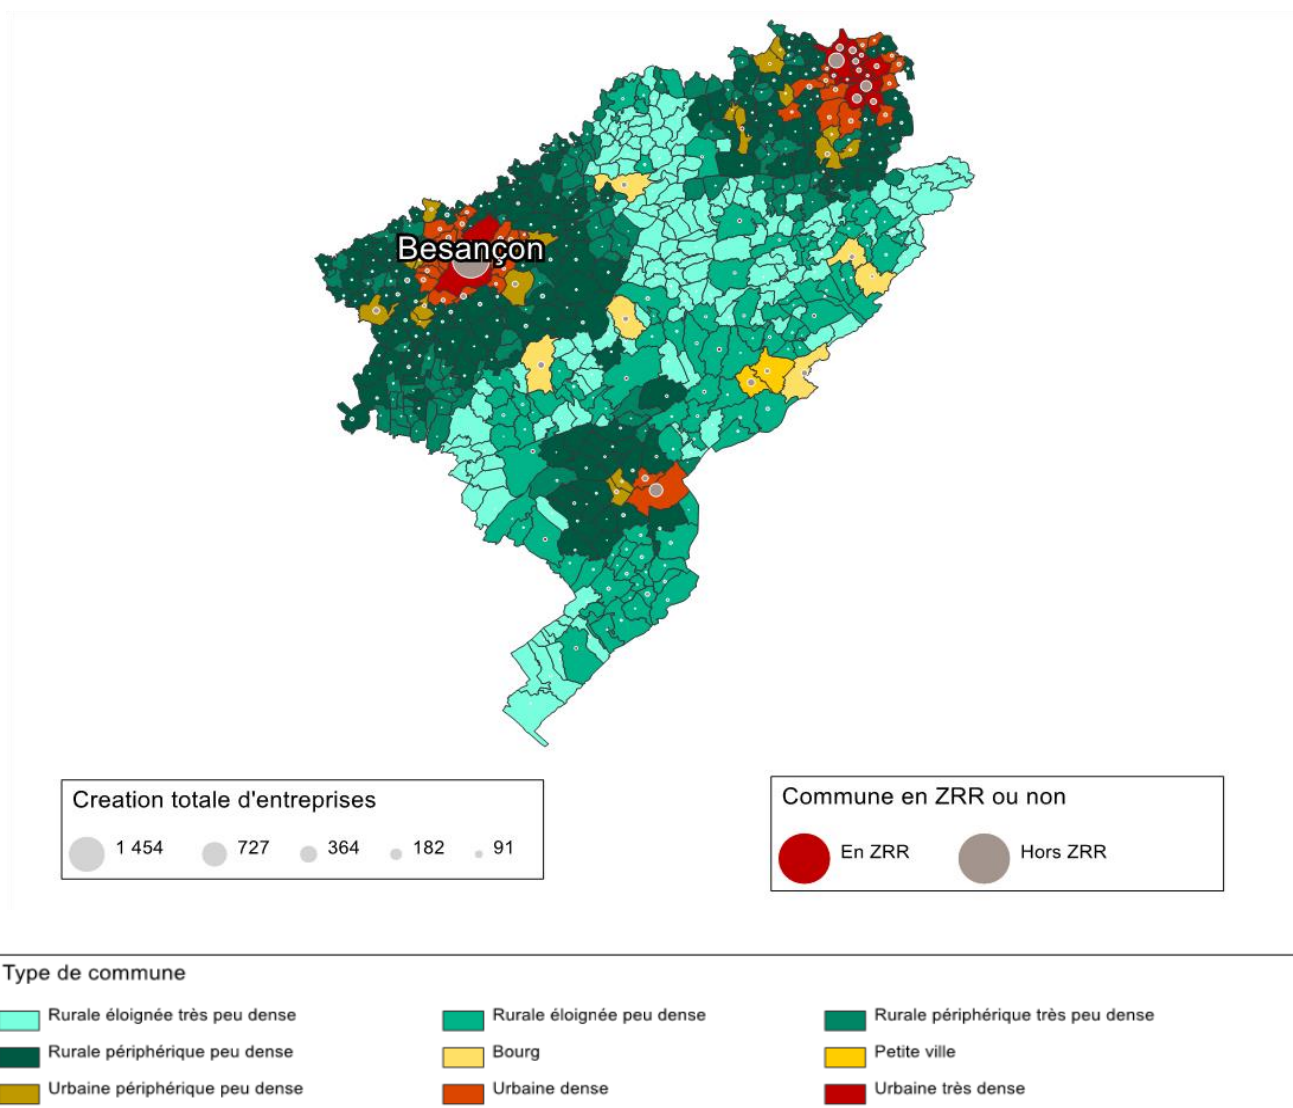 Besançon
Creation totale d'entreprises
1 454 727 364 182 91
Commune en ZRR ou non
En ZRR Hors ZRR
Type de commune
Rurale éloignée très peu dense Rurale éloignée peu dense Rurale périphérique très peu dense
Rurale périphérique peu dense Bourg Petite ville
Urbaine périphérique peu dense Urbaine dense Urbaine très dense